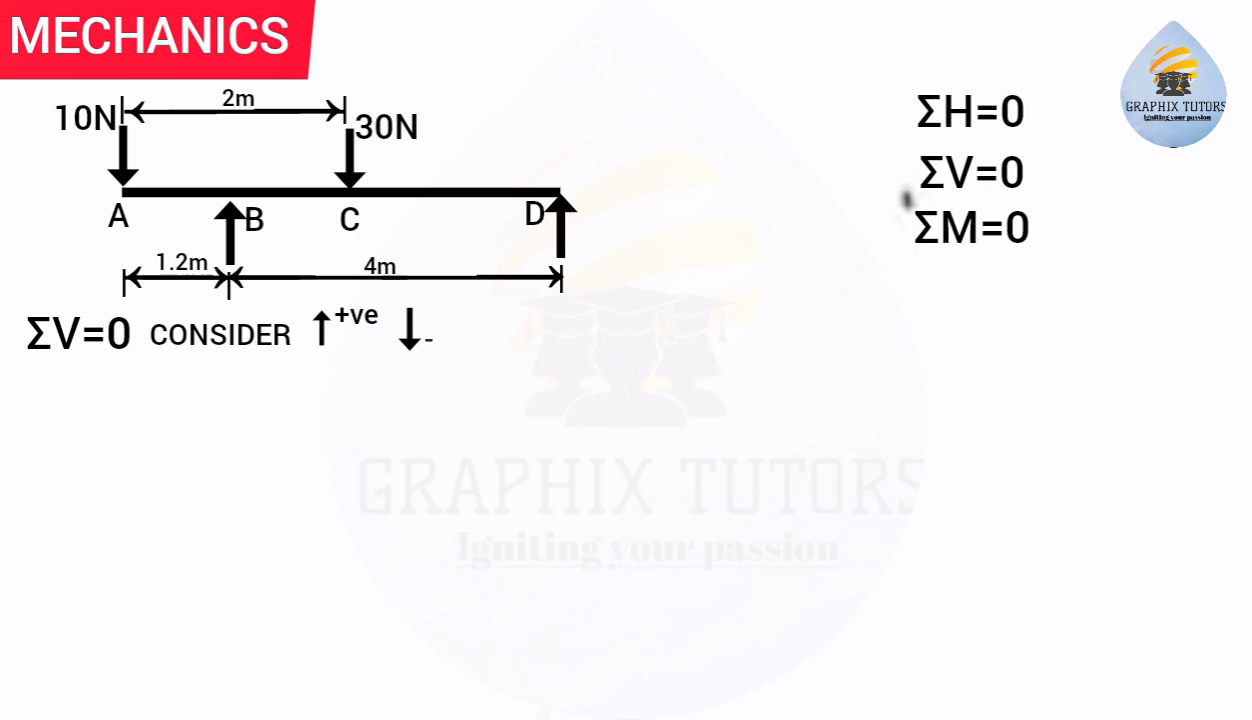 MECHANICS
2m
10N
30N
A
B
C
D
1.2m
4m
ΣV=0 CONSIDER +ve -
ΣH=0
ΣV=0
ΣM=0
GRAPHIX TUTORS
Igniting your passion
GRAPHIX TUTORS
Igniting your passion